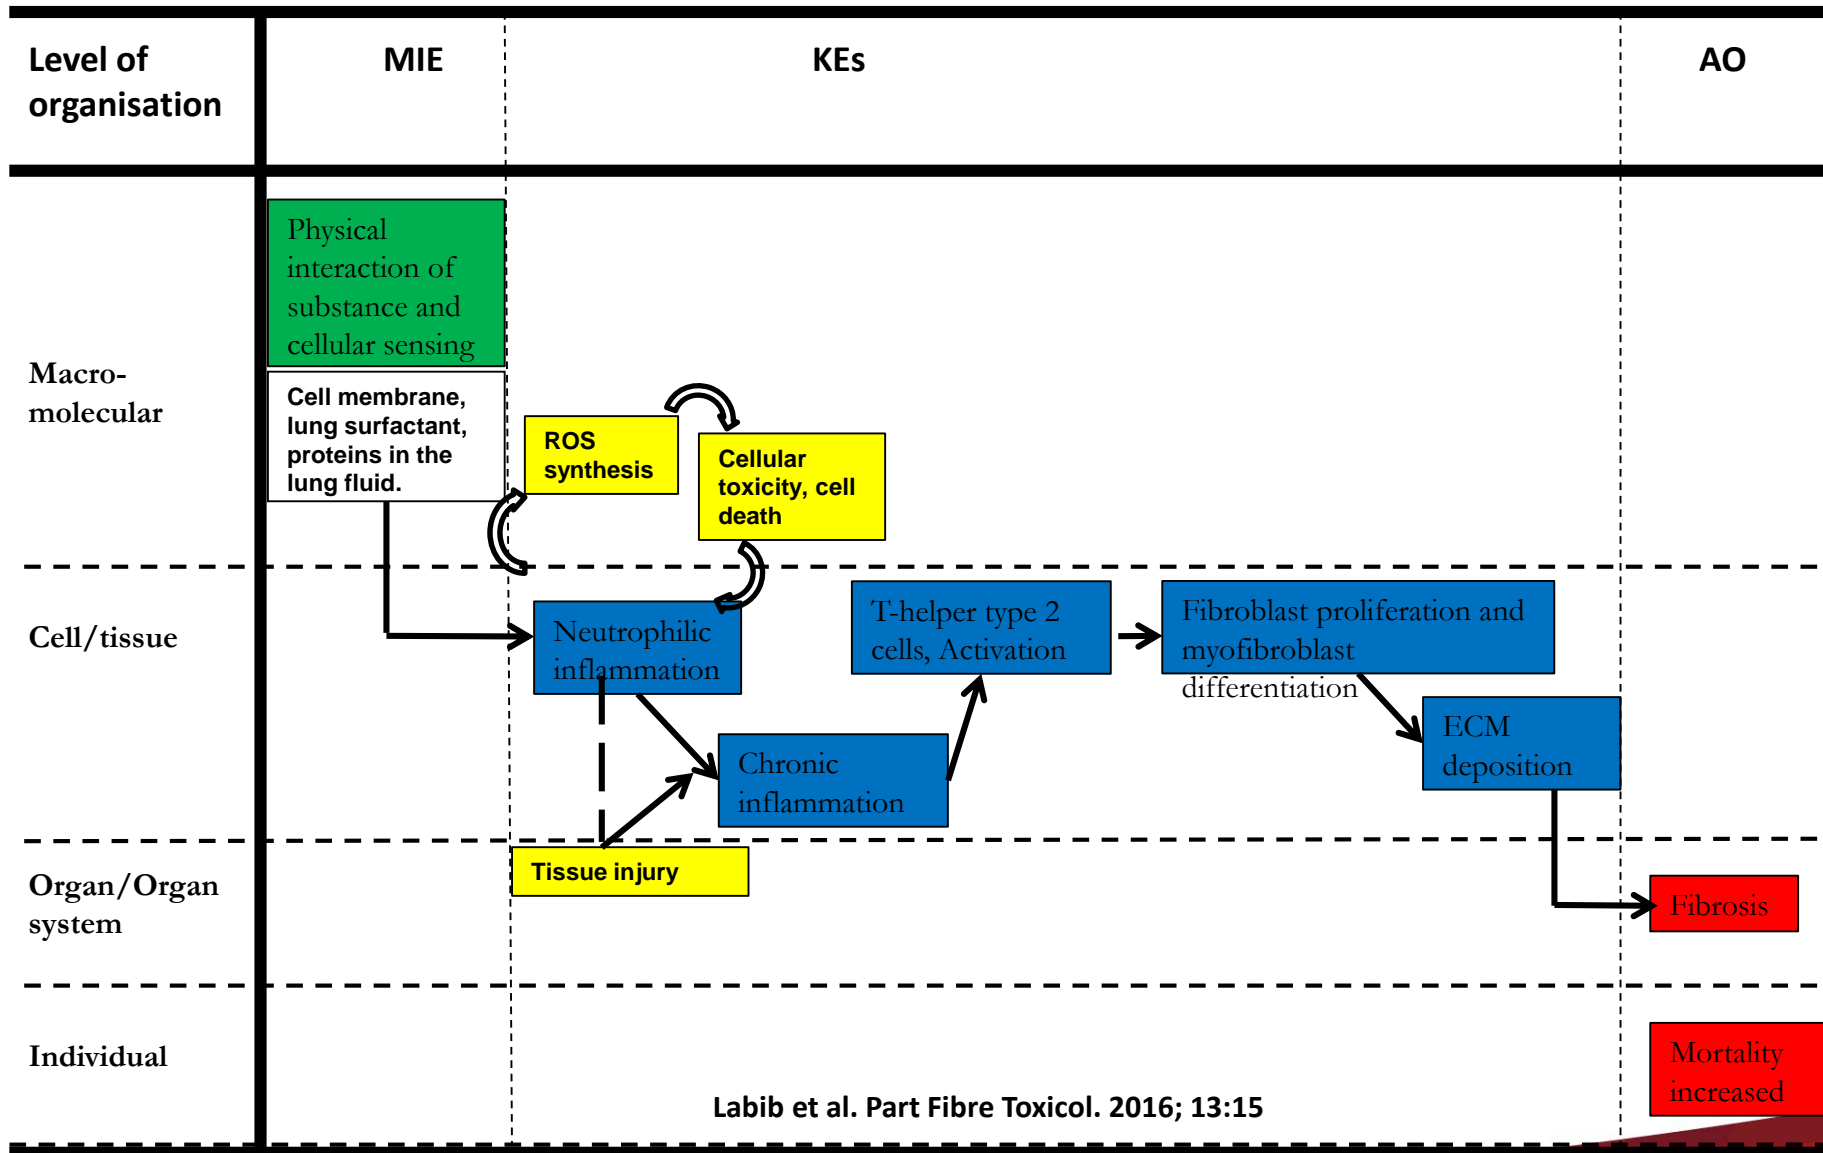 Level of
organisation
MIE
KEs
AO
Physical
interaction of
substance and
cellular sensing
Macro-
molecular
Cell membrane,
lung surfactant,
proteins in the
lung fluid.
ROS
synthesis
Cellular
toxicity, cell
death
Cell/tissue
Neutrophilic
inflammation
T-helper type 2
cells, Activation
Fibroblast proliferation and
myofibroblast
differentiation
Chronic
inflammation
ECM
deposition
Organ/Organ
system
Tissue injury
Fibrosis
Individual
Mortality
increased
Labib et al. Part Fibre Toxicol. 2016; 13:15